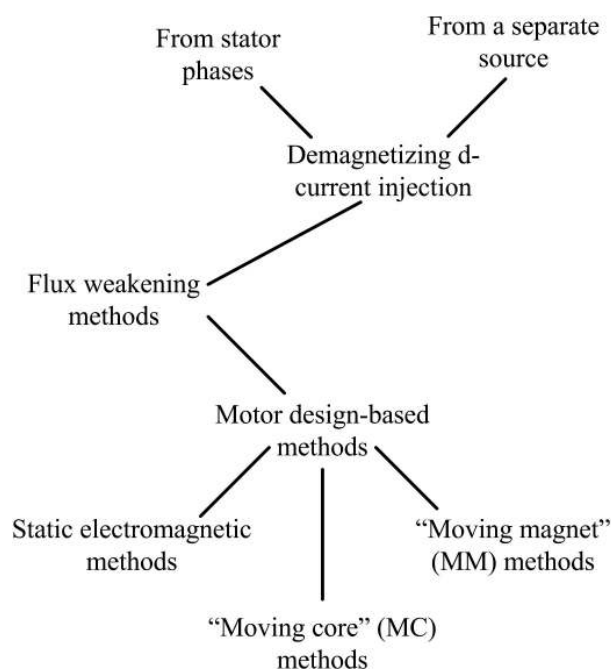 From stator
phases
From a separate
source
Demagnetizing d-
current injection
Flux weakening
methods
Motor design-based
methods
Static electromagnetic
methods
“Moving magnet”
(MM) methods
“Moving core” (MC)
methods